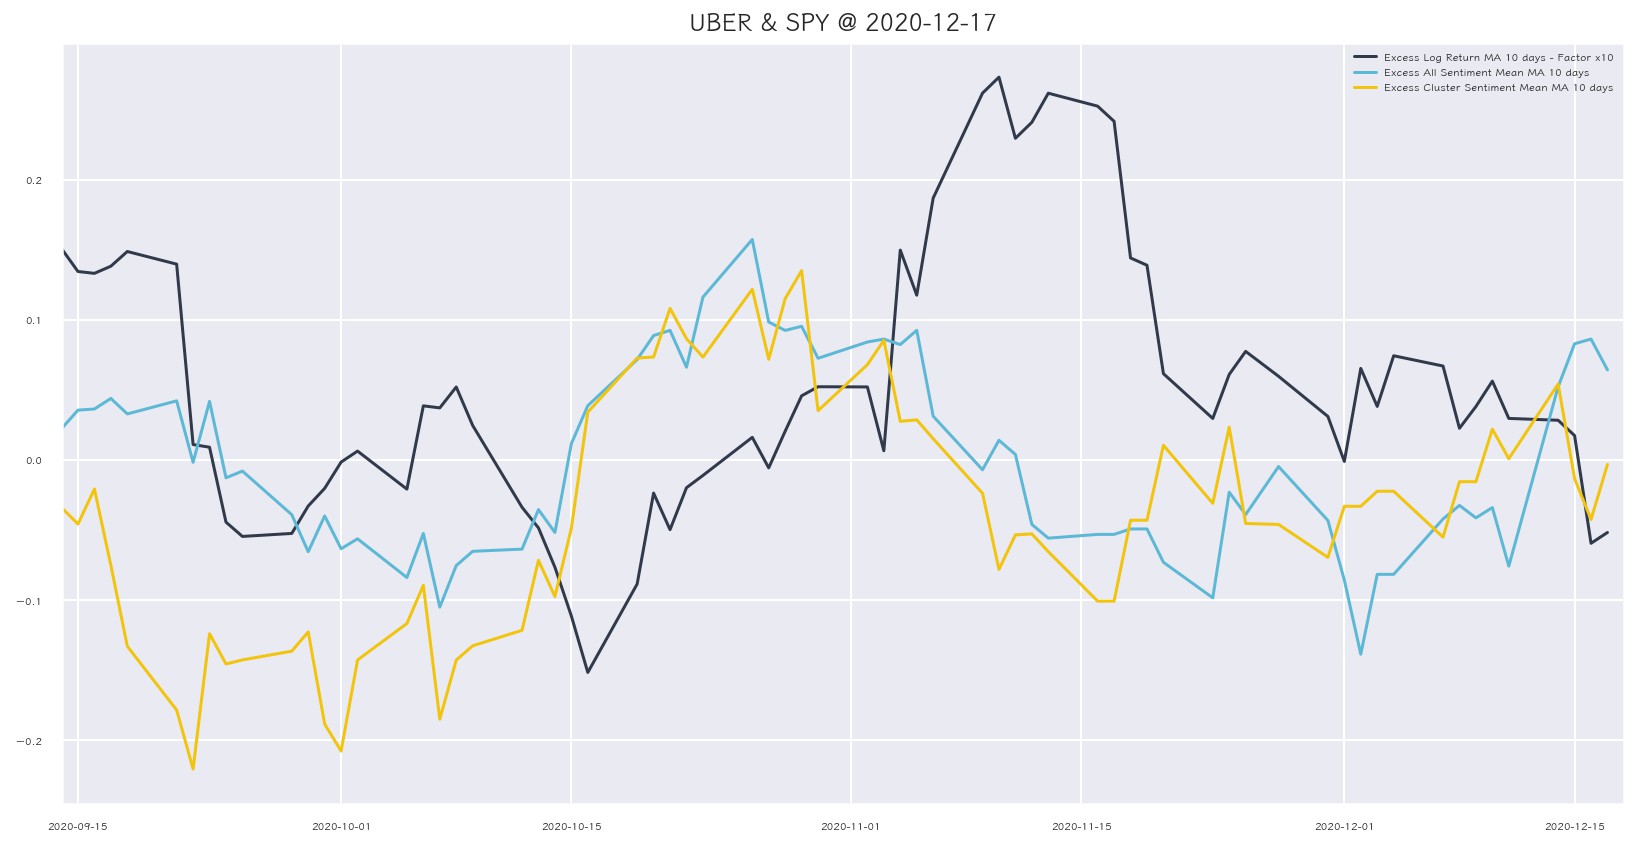 UBER & SPY @ 2020-12-17
Excess Log Return MA 10 days - Factor x10
Excess All Sentiment Mean MA 10 days
Excess Cluster Sentiment Mean MA 10 days
0.2
0.1
0.0
−0.1
−0.2
2020-09-15 2020-10-01 2020-10-15 2020-11-01 2020-11-15 2020-12-01 2020-12-15